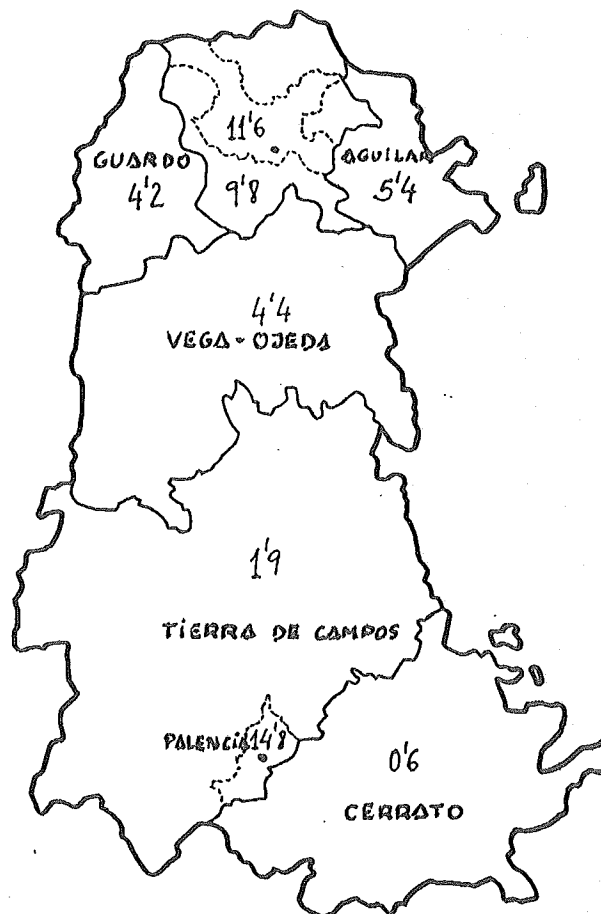 11'6
GUARDO
4'2
9'8
AGUILAR
5'4
4'4
VEGA - OJEDA
1'9
TIERRA DE CAMPOS
PALENCIA 14'8
0'6
CERRATO